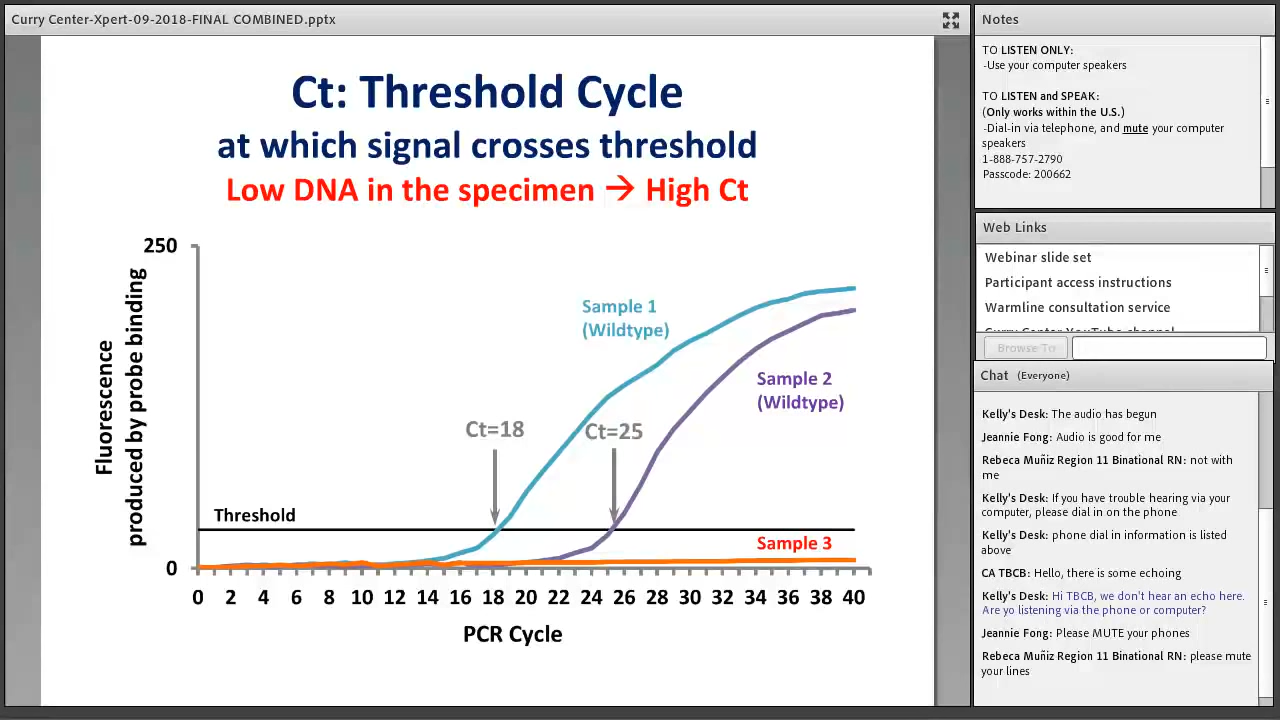 Curry Center-Xpert-09-2018-FINAL COMBINED.pptx
Ct: Threshold Cycle
at which signal crosses threshold
Low DNA in the specimen → High Ct
250
Fluorescence
produced by probe binding
Sample 1
(Wildtype)
Sample 2
(Wildtype)
Ct=18
Ct=25
Threshold
Sample 3
0
0 2 4 6 8 10 12 14 16 18 20 22 24 26 28 30 32 34 36 38 40
PCR Cycle
Notes
TO LISTEN ONLY:
-Use your computer speakers
TO LISTEN and SPEAK:
(Only works within the U.S.)
-Dial-in via telephone, and mute your computer
speakers
1-888-757-2790
Passcode: 200662
Web Links
Webinar slide set
Participant access instructions
Warmline consultation service
Curry Center YouTube channel
Browse To
Chat (Everyone)
Kelly's Desk: The audio has begun
Jeannie Fong: Audio is good for me
Rebeca Muñiz Region 11 Binational RN: not with
me
Kelly's Desk: If you have trouble hearing via your
computer, please dial in on the phone
Kelly's Desk: phone dial in information is listed
above
CA TBCB: Hello, there is some echoing
Kelly's Desk: Hi TBCB, we don't hear an echo here.
Are yo listening via the phone or computer?
Jeannie Fong: Please MUTE your phones
Rebeca Muñiz Region 11 Binational RN: please mute
your lines